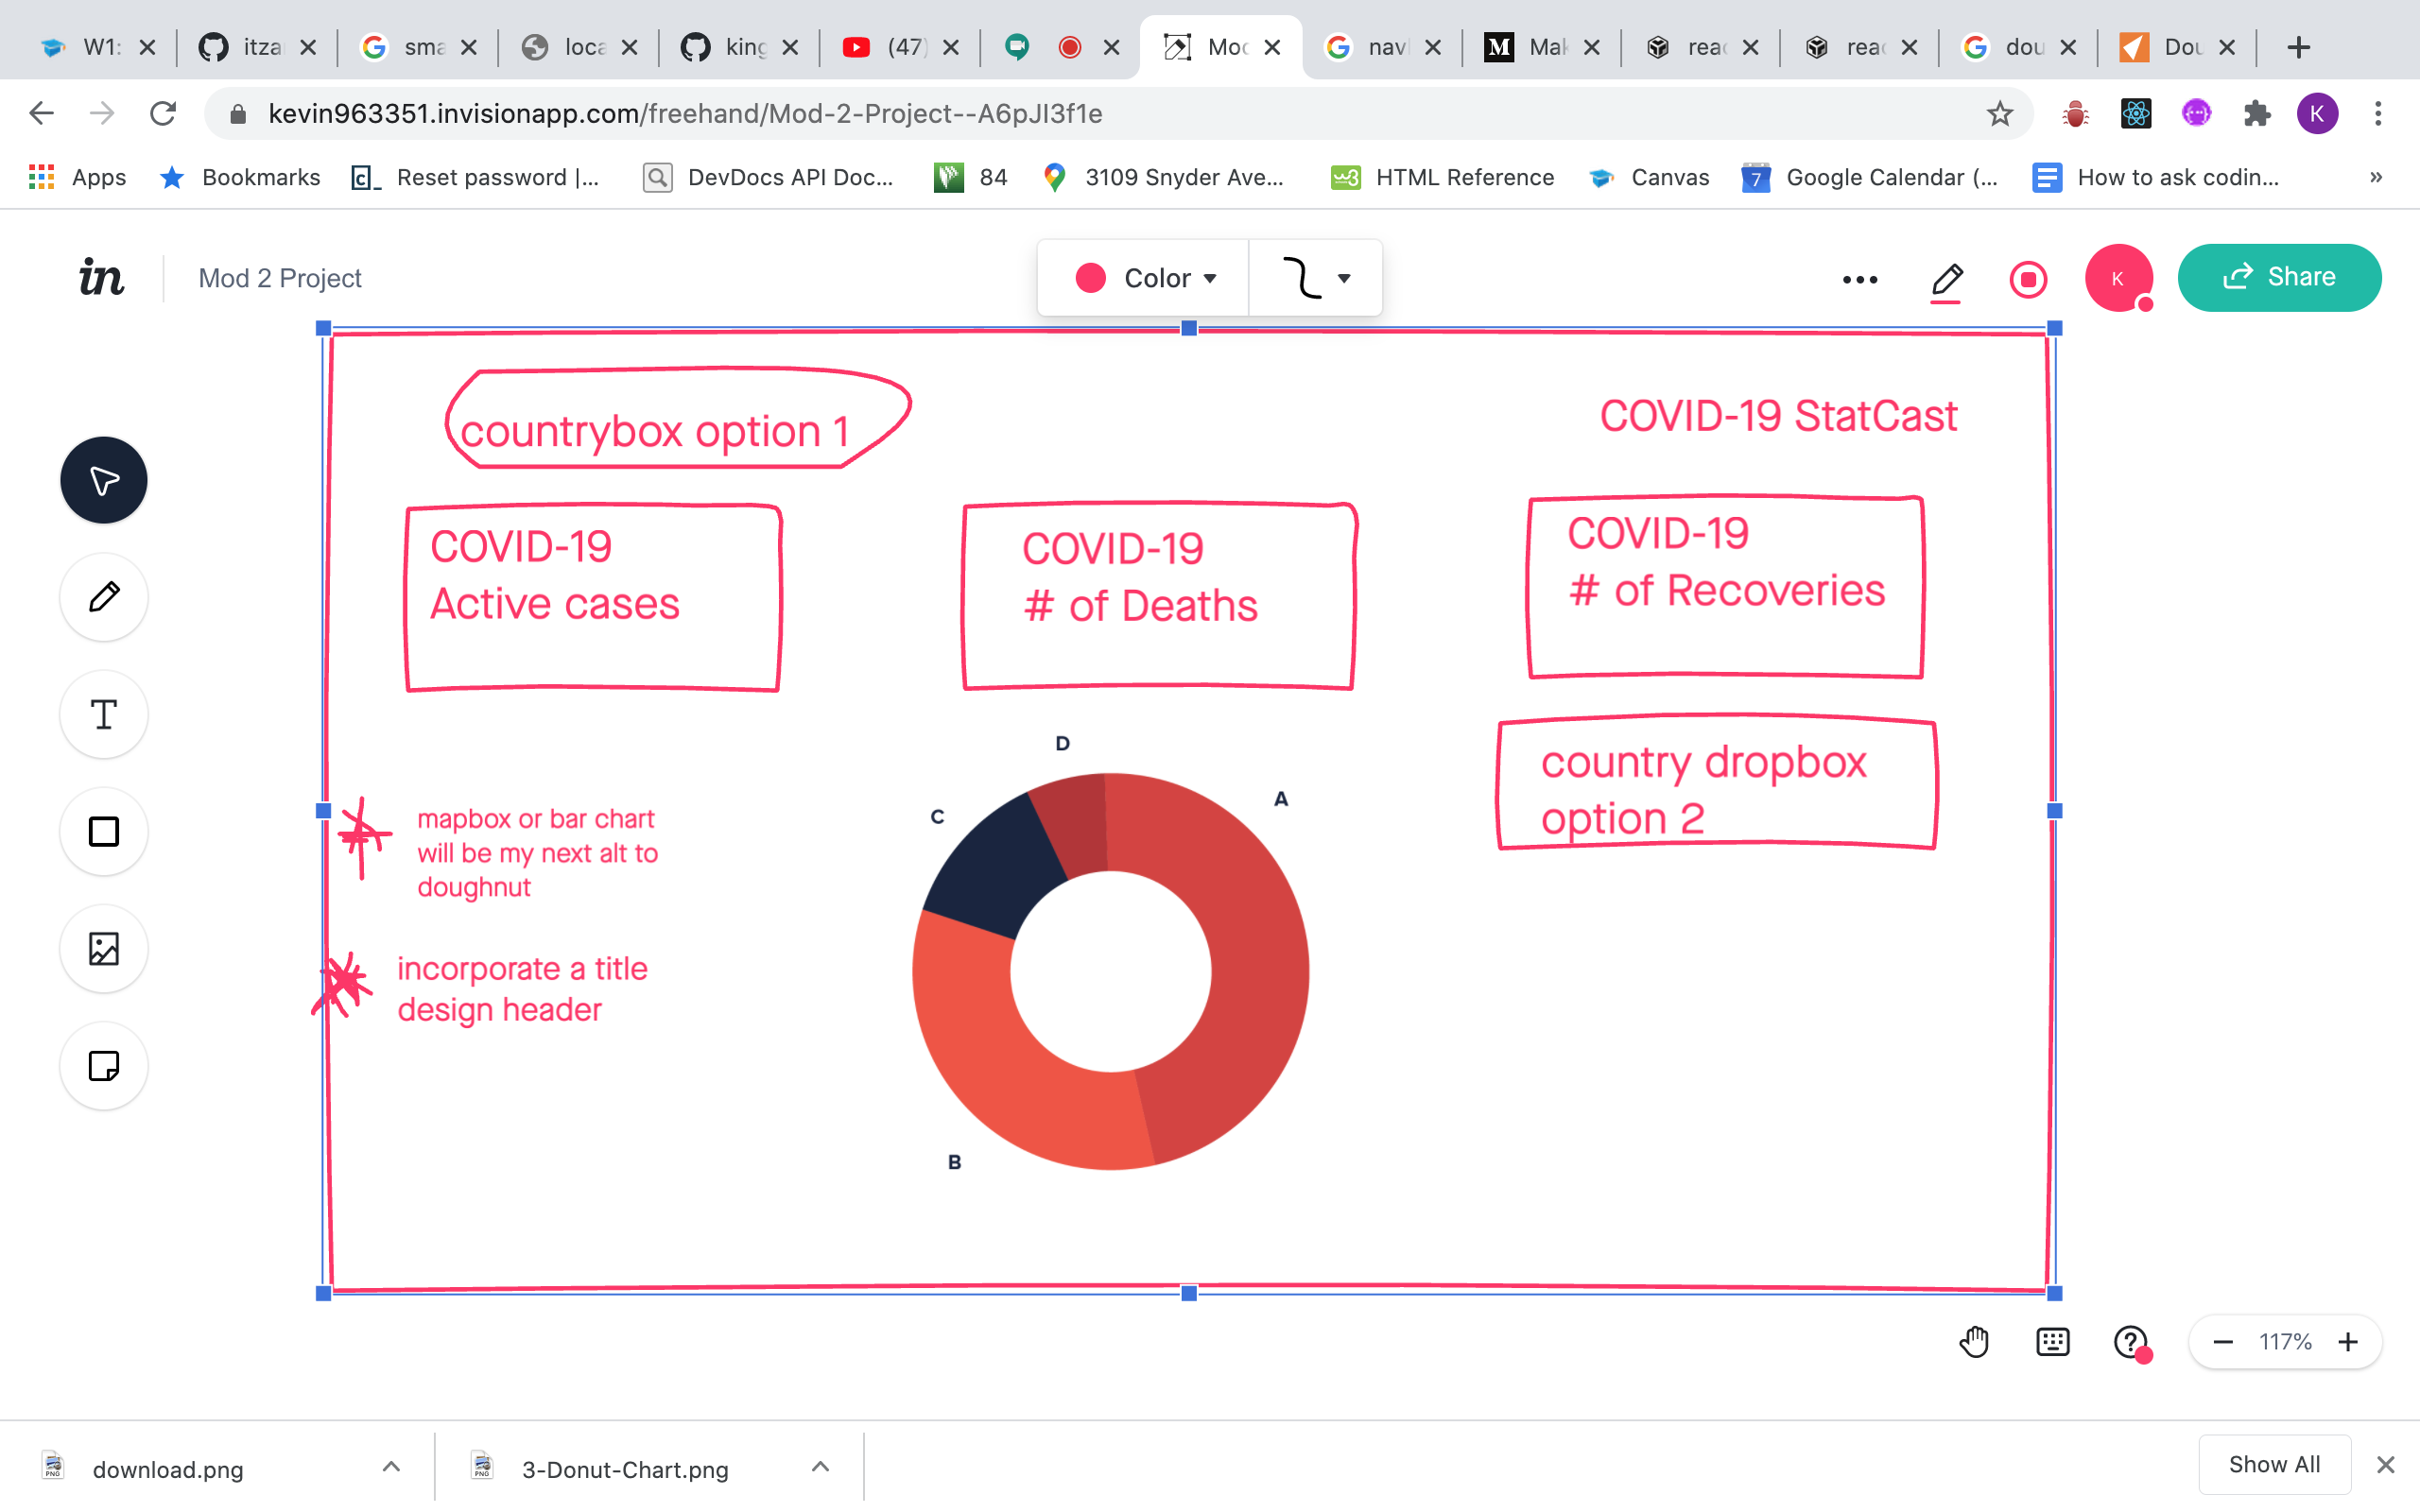 W1:
itza
sma
loca
king
(47)
Moc
nav
Mak
reac
reac
dou
Dou
kevin963351.invisionapp.com/freehand/Mod-2-Project--A6pJI3f1e
K
Apps
Bookmarks
Reset password |...
DevDocs API Doc...
84
3109 Snyder Ave...
HTML Reference
Canvas
Google Calendar (...
How to ask codin...
»
in
Mod 2 Project
Color
K
Share
countrybox option 1
COVID-19 StatCast
COVID-19
Active cases
COVID-19
# of Deaths
COVID-19
# of Recoveries
country dropbox
option 2
mapbox or bar chart
will be my next alt to
doughnut
incorporate a title
design header
D
A
C
B
117%
download.png
3-Donut-Chart.png
Show All